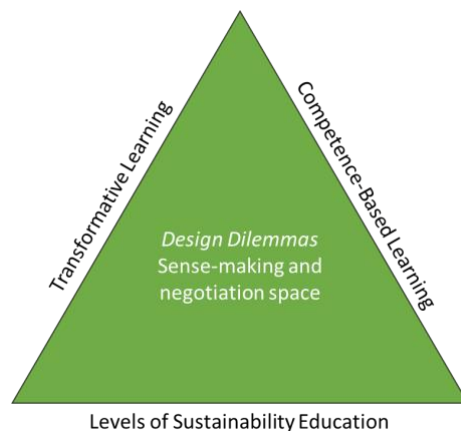 Transformative Learning
Competence-Based Learning
Design Dilemmas
Sense-making and
negotiation space
Levels of Sustainability Education